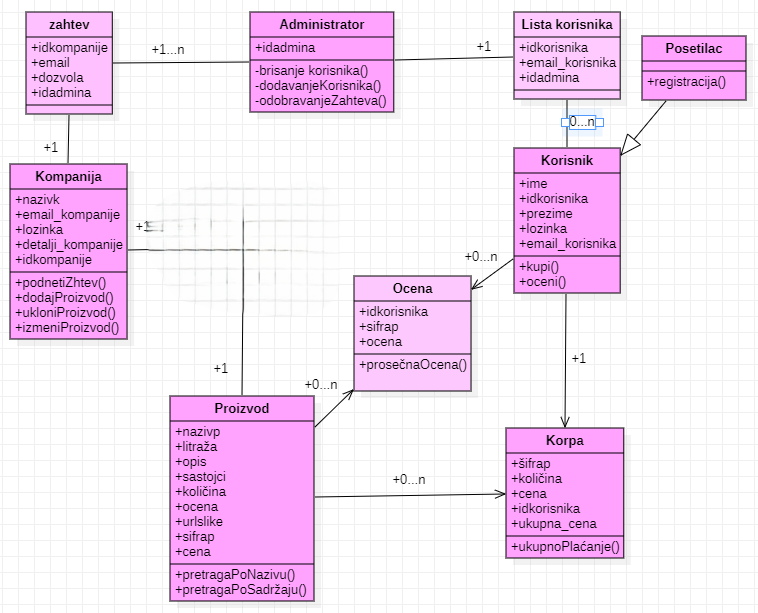 zahtev
+idkompanije
+email
+dozvola
+idadmina
+1...n
Administrator
+idadmina
-brisanje korisnika()
-dodavanjeKorisnika()
-odobravanjeZahteva()
+1
Lista korisnika
+idkorisnika
+email_korisnika
+idadmina
Posetilac
+registracija()
0...n
+1
Kompanija
+nazivk
+email_kompanije
+lozinka
+detalji_kompanije
+idkompanije
+podnetiZhtev()
+dodajProizvod()
+ukloniProizvod()
+izmeniProizvod()
Korisnik
+ime
+idkorisnika
+prezime
+lozinka
+email_korisnika
+kupi()
+oceni()
+0...n
Ocena
+idkorisnika
+sifrap
+ocena
+prosečnaOcena()
+1
+1
+0...n
Proizvod
+nazivp
+litraža
+opis
+sastojci
+količina
+ocena
+urlslike
+sifrap
+cena
+pretragaPoNazivu()
+pretragaPoSadržaju()
+0...n
Korpa
+šifrap
+količina
+cena
+idkorisnika
+ukupna_cena
+ukupnoPlaćanje()